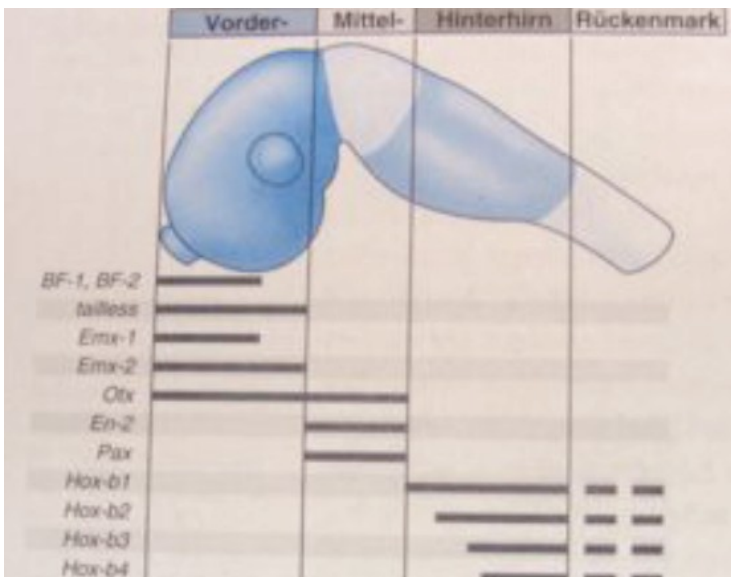 Vorder- Mittel- Hinterhirn Rückenmark
BF-1, BF-2
tailless
Emx-1
Emx-2
Otx
En-2
Pax
Hox-b1
Hox-b2
Hox-b3
Hox-b4